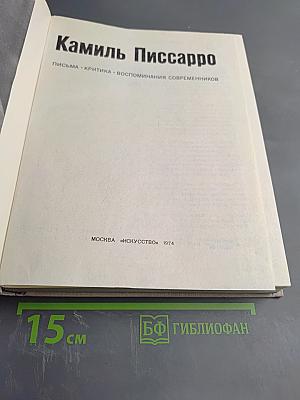 Камиль Писсарро
ПИСЬМА • КРИТИКА • ВОСПОМИНАНИЯ СОВРЕМЕННИКОВ
МОСКВА «ИСКУССТВО» 1974
15 см
БФ ГИБЛИОФАН